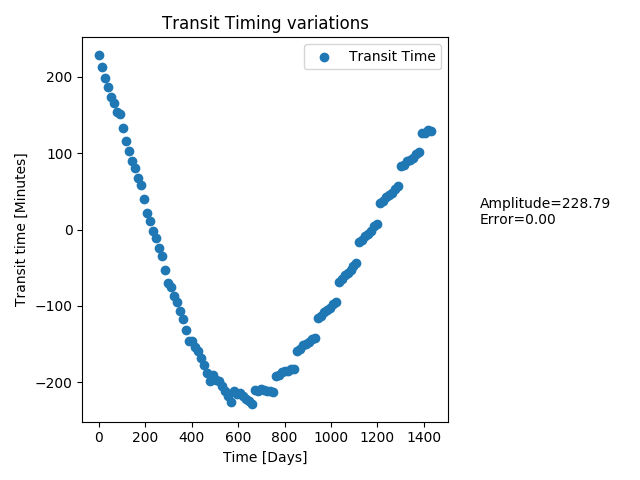 Transit Timing variations
Transit Time
200
100
0
−100
−200
Transit time [Minutes]
0 200 400 600 800 1000 1200 1400
Time [Days]
Amplitude=228.79
Error=0.00